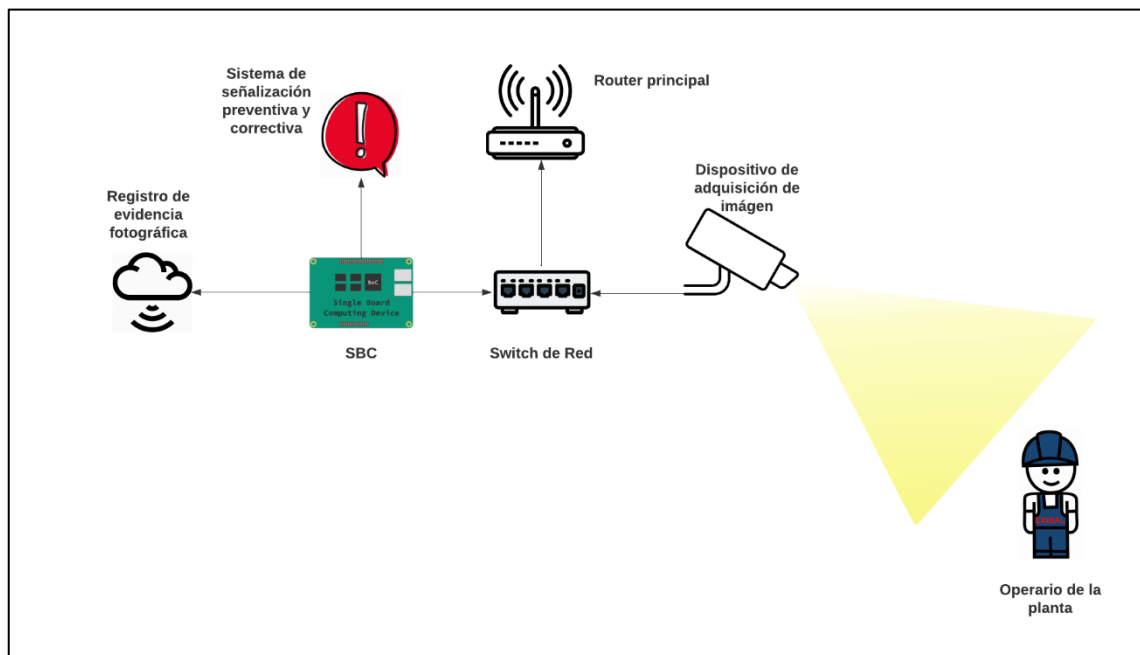 Sistema de
señalización
preventiva y
correctiva
Router principal
Dispositivo de
adquisición de
imágen
Registro de
evidencia
fotográfica
SoC
Single Board
Computing Device
SBC
Switch de Red
Operario de la
planta